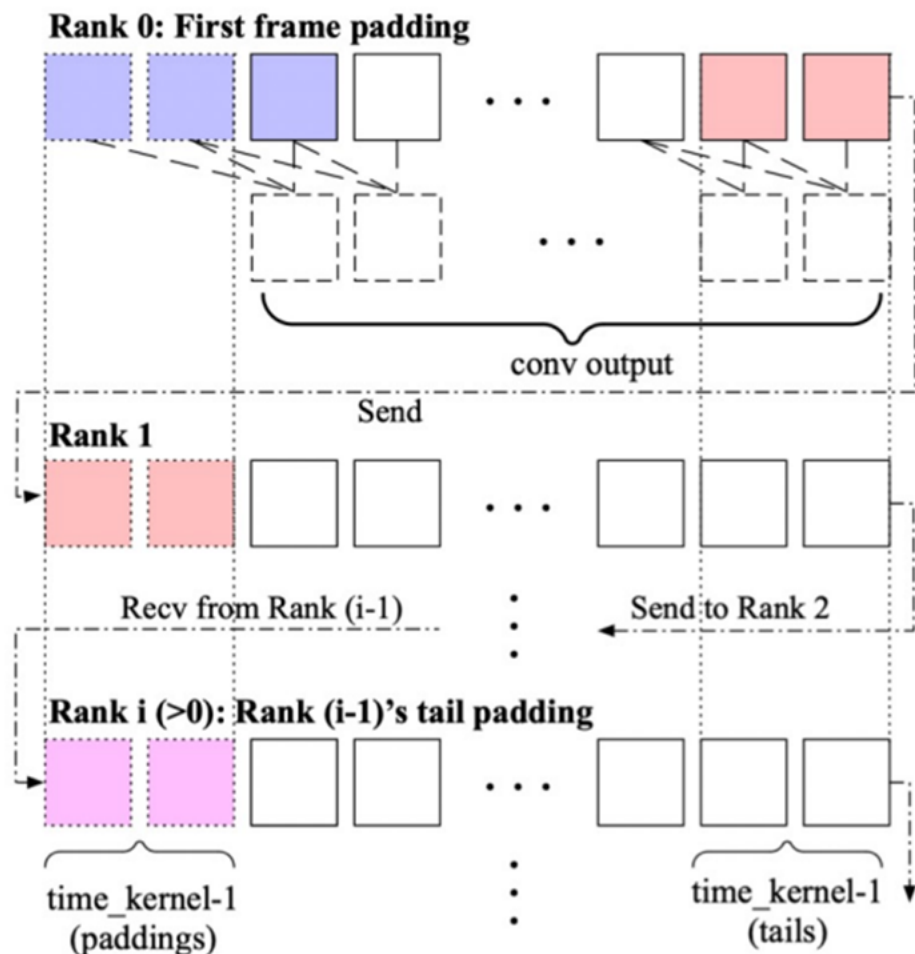 Rank 0: First frame padding
conv output
Send
Rank 1
Recv from Rank (i-1)
Send to Rank 2
Rank i (>0): Rank (i-1)’s tail padding
time_kernel-1
(paddings)
time_kernel-1
(tails)